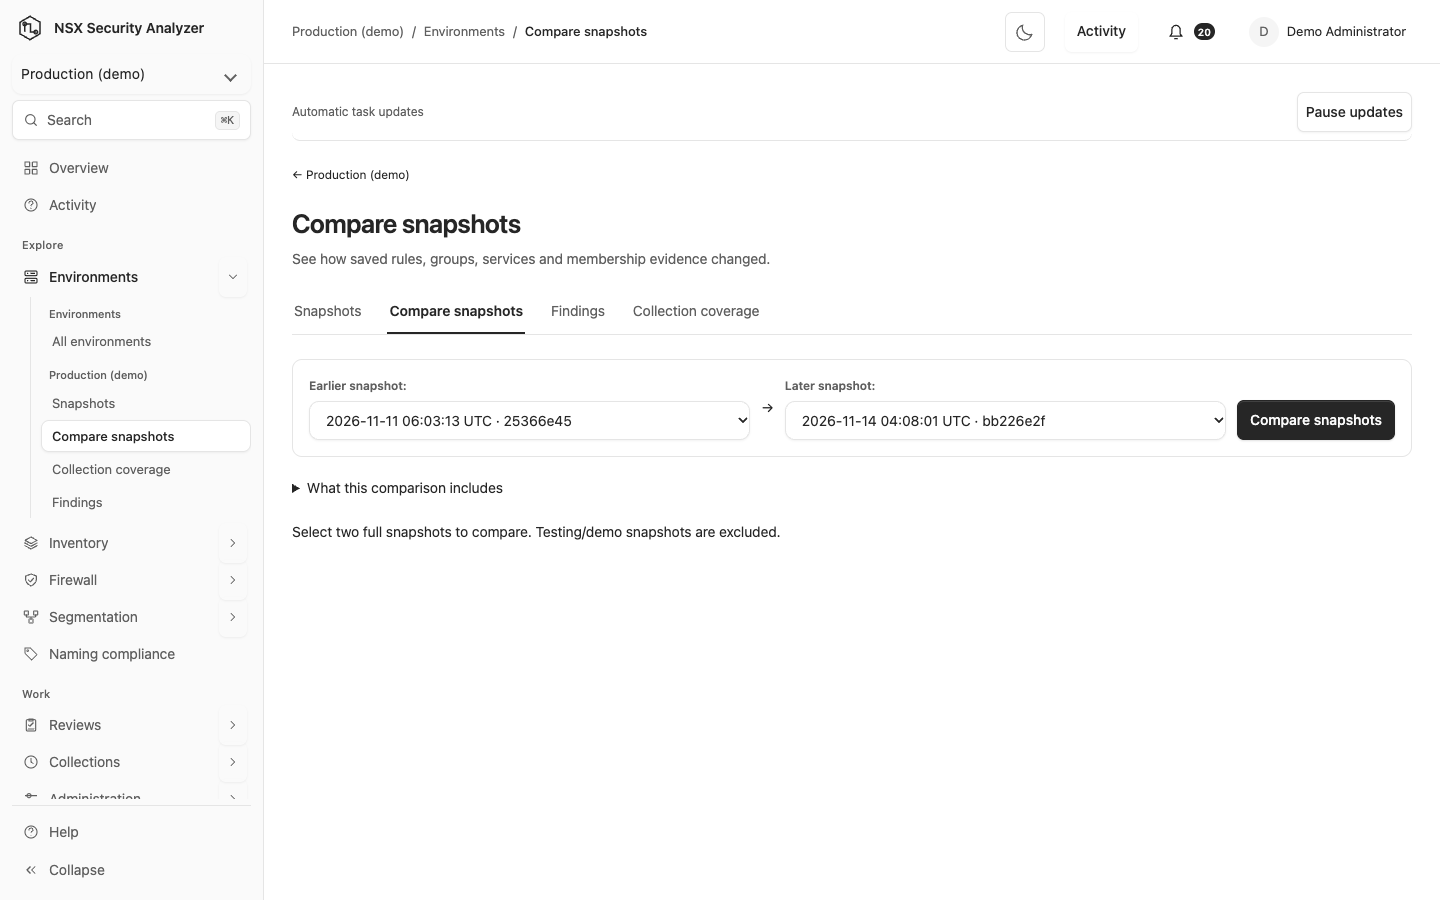 NSX Security Analyzer
Production (demo)
Search ⌘K
Overview
Activity
Explore
Environments
Environments
All environments
Production (demo)
Snapshots
Compare snapshots
Collection coverage
Findings
Inventory
Firewall
Segmentation
Naming compliance
Work
Reviews
Collections
Administration
Help
Collapse
Production (demo) / Environments / Compare snapshots
Activity
20
D Demo Administrator
Automatic task updates
Pause updates
← Production (demo)
Compare snapshots
See how saved rules, groups, services and membership evidence changed.
Snapshots Compare snapshots Findings Collection coverage
Earlier snapshot:
2026-11-11 06:03:13 UTC · 25366e45
→
Later snapshot:
2026-11-14 04:08:01 UTC · bb226e2f
Compare snapshots
▶ What this comparison includes
Select two full snapshots to compare. Testing/demo snapshots are excluded.